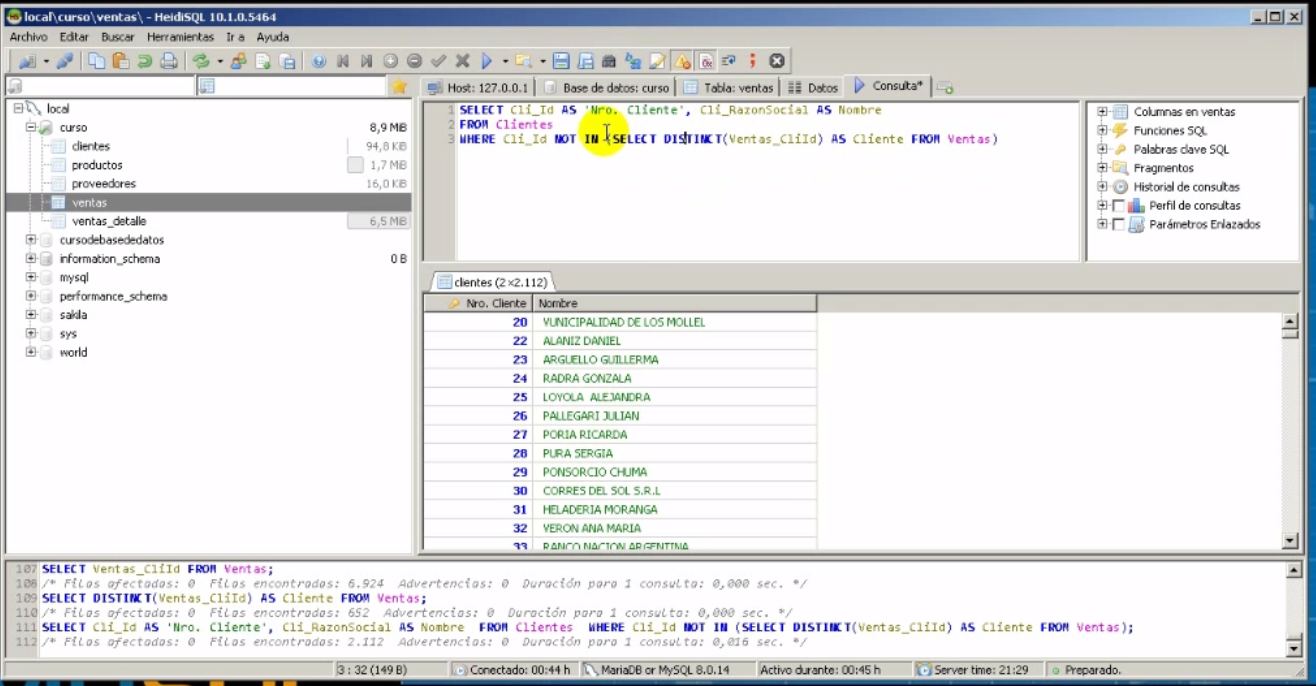 local\curso\ventas\ - HeidiSQL 10.1.0.5464
Archivo Editar Buscar Herramientas Ir a Ayuda
Host: 127.0.0.1 Base de datos: curso Tabla: ventas Datos Consulta*
local
curso 8,9 MB
clientes 94,8 KB
productos 1,7 MB
proveedores 16,0 KB
ventas
ventas_detalle 6,5 MB
cursodebasededatos
information_schema 0 B
mysql
performance_schema
sakila
sys
world
1 SELECT Cli_Id AS 'Nro. Cliente', Cli_RazonSocial AS Nombre
2 FROM Clientes
3 WHERE Cli_Id NOT IN (SELECT DISTINCT(Ventas_CliId) AS Cliente FROM Ventas)
Columnas en ventas
Funciones SQL
Palabras clave SQL
Fragmentos
Historial de consultas
Perfil de consultas
Parámetros Enlazados
clientes (2×2.112)
Nro. Cliente Nombre
20 VUNICIPALIDAD DE LOS MOLLEL
22 ALANIZ DANIEL
23 ARGUELLO GUILLERMA
24 RADRA GONZALA
25 LOYOLA ALEJANDRA
26 PALLEGARI JULIAN
27 PORIA RICARDA
28 PURA SERGIA
29 PONSORCIO CHUMA
30 CORRES DEL SOL S.R.L
31 HELADERIA MORANGA
32 VERON ANA MARIA
33 RANCO NACION ARGENTINA
107 SELECT Ventas_CliId FROM Ventas;
108 /* Filas afectadas: 0 Filas encontradas: 6.924 Advertencias: 0 Duración para 1 consulta: 0,000 sec. */
109 SELECT DISTINCT(Ventas_CliId) AS Cliente FROM Ventas;
110 /* Filas afectadas: 0 Filas encontradas: 652 Advertencias: 0 Duración para 1 consulta: 0,000 sec. */
111 SELECT Cli_Id AS 'Nro. Cliente', Cli_RazonSocial AS Nombre FROM Clientes WHERE Cli_Id NOT IN (SELECT DISTINCT(Ventas_CliId) AS Cliente FROM Ventas);
112 /* Filas afectadas: 0 Filas encontradas: 2.112 Advertencias: 0 Duración para 1 consulta: 0,016 sec. */
3 : 32 (149 B) Conectado: 00:44 h MariaDB or MySQL 8.0.14 Activo durante: 00:45 h Server time: 21:29 Preparado.